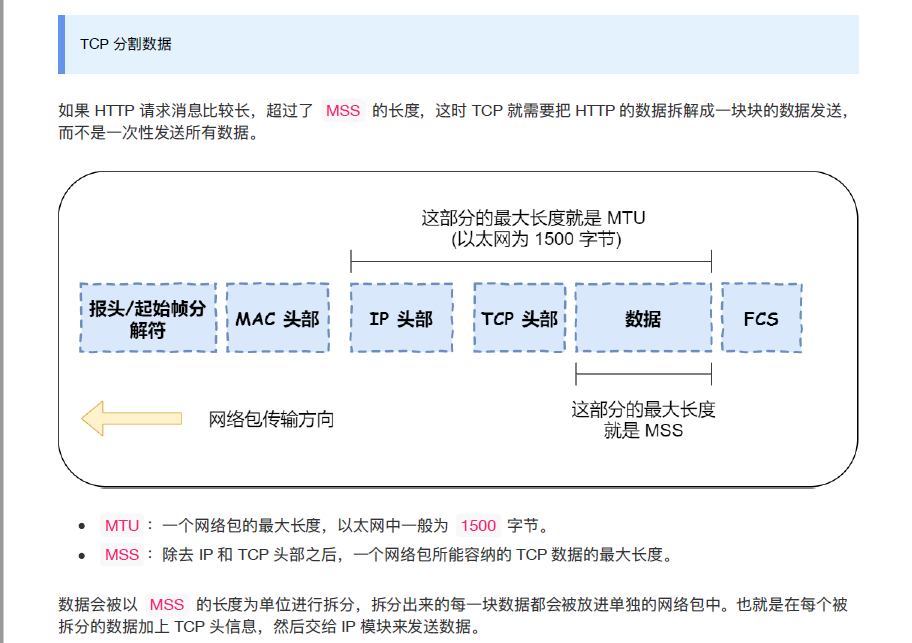 TCP 分割数据
如果 HTTP 请求消息比较长，超过了 MSS 的长度，这时 TCP 就需要把 HTTP 的数据拆解成一块块的数据发送，
而不是一次性发送所有数据。
这部分的最大长度就是 MTU
(以太网为 1500 字节)
报头/起始帧分
解符
MAC 头部
IP 头部
TCP 头部
数据
FCS
网络包传输方向
这部分的最大长度
就是 MSS
MTU ：一个网络包的最大长度，以太网中一般为 1500 字节。
MSS ：除去 IP 和 TCP 头部之后，一个网络包所能容纳的 TCP 数据的最大长度。
数据会被以 MSS 的长度为单位进行拆分，拆分出来的每一块数据都会被放进单独的网络包中。也就是在每个被
拆分的数据加上 TCP 头信息，然后交给 IP 模块来发送数据。